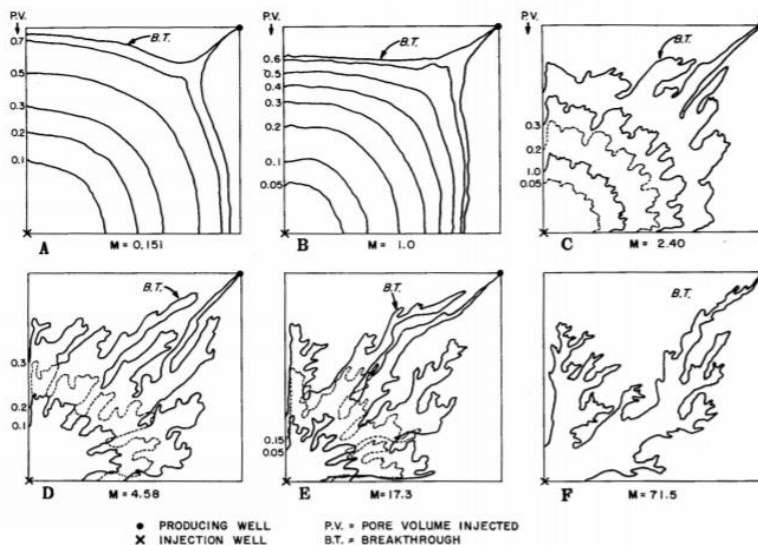 P.V.
B.T.
0.7
0.5
0.3
0.2
0.1
A
M = 0.151
P.V.
B.T.
0.6
0.5
0.4
0.3
0.2
0.1
0.05
B
M = 1.0
P.V.
B.T.
0.3
0.2
1.0
0.05
C
M = 2.40
B.T.
0.3
0.2
0.1
D
M = 4.58
B.T.
0.15
0.05
E
M = 17.3
B.T.
F
M = 71.5
PRODUCING WELL
P.V. = PORE VOLUME INJECTED
INJECTION WELL
B.T. = BREAKTHROUGH